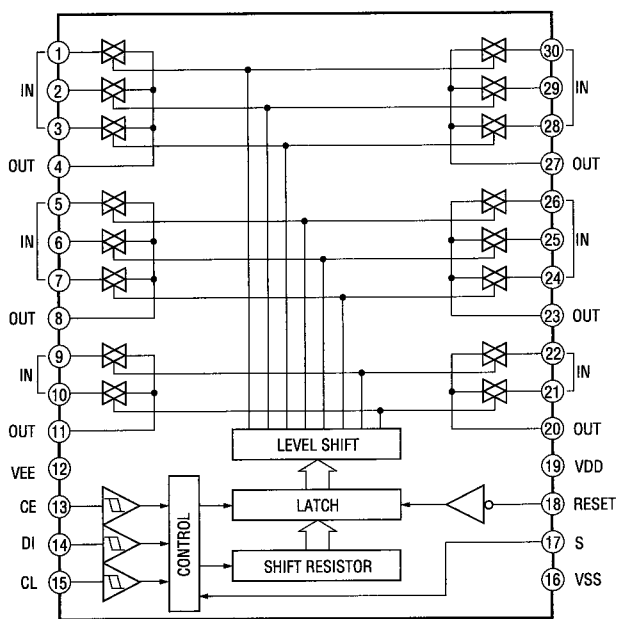 1 30
IN 2 29 IN
3 28
OUT 4 27 OUT
5 26
IN 6 25 IN
7 24
OUT 8 23 OUT
9 22
IN IN
10 21
OUT 11 20 OUT
LEVEL SHIFT
VEE 12 19 VDD
CE 13 LATCH 18 RESET
CONTROL
DI 14 17 S
SHIFT RESISTOR
CL 15 16 VSS